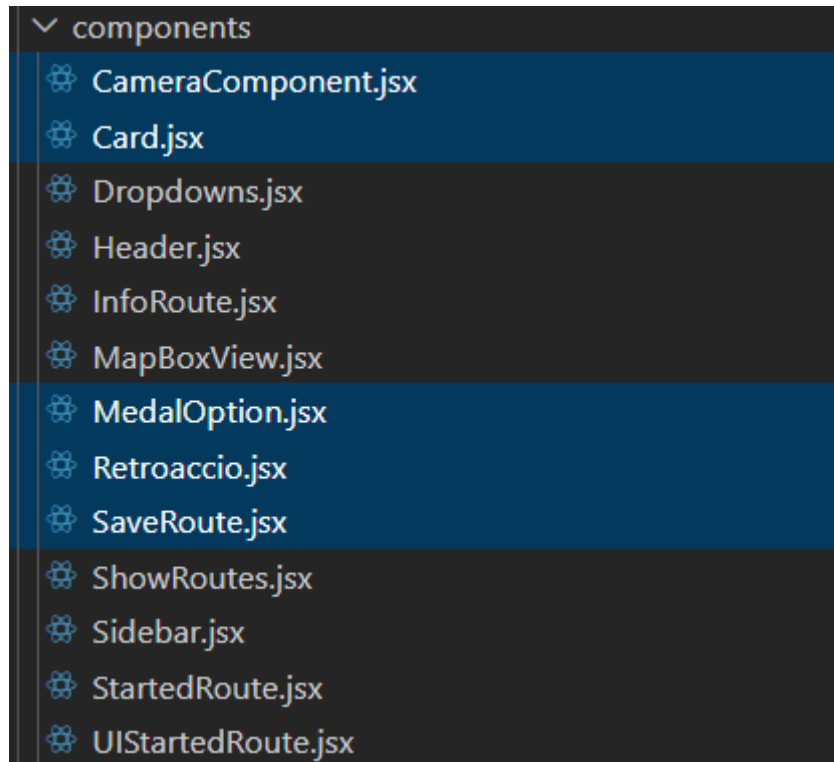 components
CameraComponent.jsx
Card.jsx
Dropdowns.jsx
Header.jsx
InfoRoute.jsx
MapBoxView.jsx
MedalOption.jsx
Retroaccio.jsx
SaveRoute.jsx
ShowRoutes.jsx
Sidebar.jsx
StartedRoute.jsx
UIStartedRoute.jsx